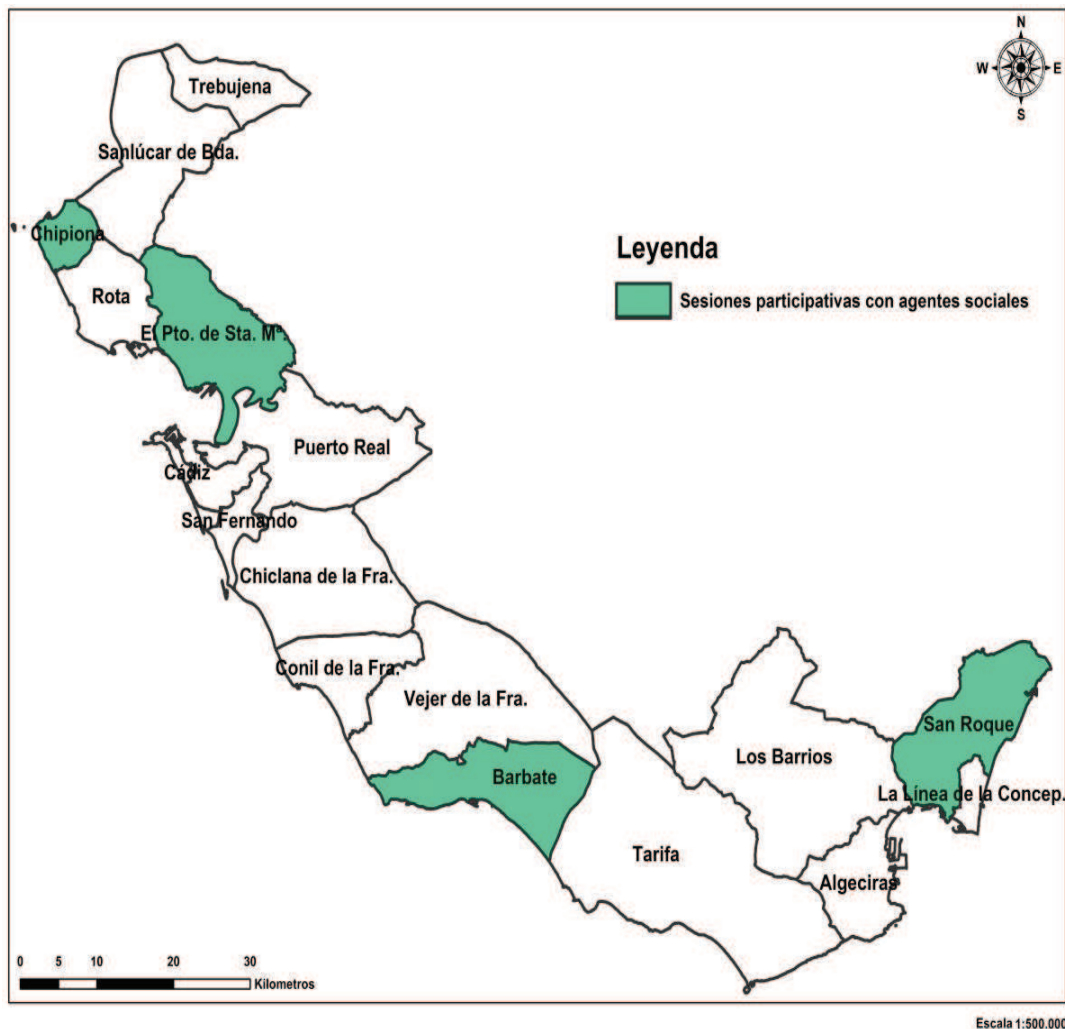 N
W E
S
Trebujena
Sanlúcar de Bda.
Chipiona
Leyenda
Rota
Sesiones participativas con agentes sociales
El Pto. de Sta. Mª.
Puerto Real
Cádiz
San Fernando
Chiclana de la Fra.
Conil de la Fra.
Vejer de la Fra.
San Roque
Los Barrios
Barbate
La Línea de la Concep.
Tarifa
Algeciras
0 5 10 20 30
Kilometros
Escala 1:500.000